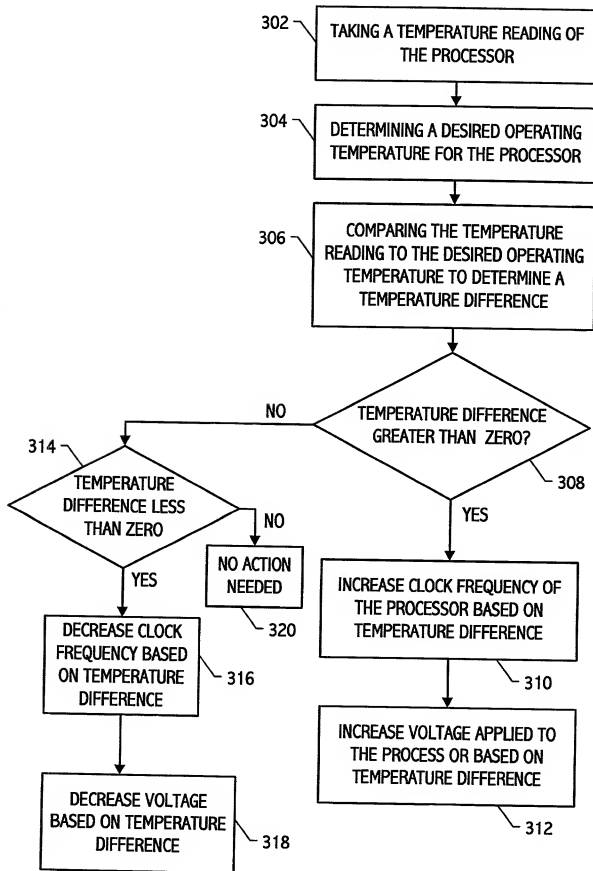 302
TAKING A TEMPERATURE READING OF
THE PROCESSOR
304
DETERMINING A DESIRED OPERATING
TEMPERATURE FOR THE PROCESSOR
306
COMPARING THE TEMPERATURE
READING TO THE DESIRED OPERATING
TEMPERATURE TO DETERMINE A
TEMPERATURE DIFFERENCE
NO
TEMPERATURE DIFFERENCE
GREATER THAN ZERO?
308
314
TEMPERATURE
DIFFERENCE LESS
THAN ZERO
NO
YES
NO ACTION
NEEDED
320
YES
INCREASE CLOCK FREQUENCY OF
THE PROCESSOR BASED ON
TEMPERATURE DIFFERENCE
310
DECREASE CLOCK
FREQUENCY BASED
ON TEMPERATURE
DIFFERENCE
316
INCREASE VOLTAGE APPLIED TO
THE PROCESS OR BASED ON
TEMPERATURE DIFFERENCE
312
DECREASE VOLTAGE
BASED ON TEMPERATURE
DIFFERENCE
318